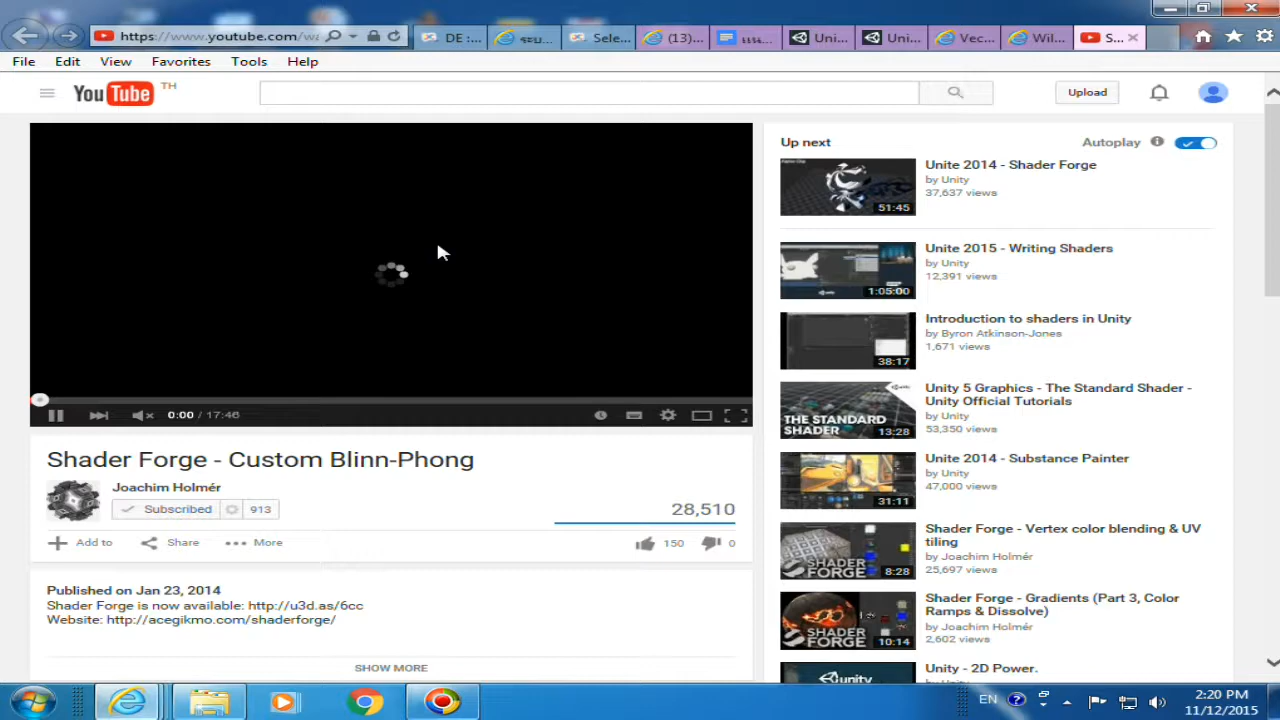 https://www.youtube.com/wa
DE :...
ระบ...
Sele...
(13)...
Uni...
Uni...
Vec...
Wil...
S...
File Edit View Favorites Tools Help
YouTube TH
Upload
0:00 / 17:46
Shader Forge - Custom Blinn-Phong
Joachim Holmér
Subscribed 913
28,510
Add to Share More
150 0
Published on Jan 23, 2014
Shader Forge is now available: http://u3d.as/6cc
Website: http://acegikmo.com/shaderforge/
SHOW MORE
Up next
Autoplay
51:45
Unite 2014 - Shader Forge
by Unity
37,637 views
1:05:00
Unite 2015 - Writing Shaders
by Unity
12,391 views
38:17
Introduction to shaders in Unity
by Byron Atkinson-Jones
1,671 views
THE STANDARD
SHADER
13:28
Unity 5 Graphics - The Standard Shader -
Unity Official Tutorials
by Unity
53,350 views
31:11
Unite 2014 - Substance Painter
by Unity
47,000 views
SHADER
FORGE
8:28
Shader Forge - Vertex color blending & UV
tiling
by Joachim Holmér
25,697 views
SHADER
FORGE
10:14
Shader Forge - Gradients (Part 3, Color
Ramps & Dissolve)
by Joachim Holmér
2,602 views
unity
Unity - 2D Power.
EN
2:20 PM
11/12/2015